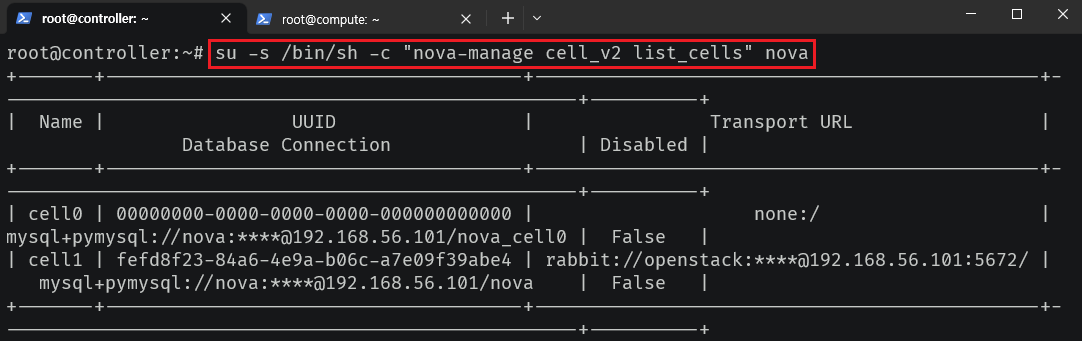 root@controller: ~
root@compute: ~
root@controller:~# su -s /bin/sh -c "nova-manage cell_v2 list_cells" nova
+-------+--------------------------------------+----------------------------------------------+-
----------------------------------------------------+----------+
|  Name |                 UUID                 |                Transport URL                 |
                Database Connection                 | Disabled |
+-------+--------------------------------------+----------------------------------------------+-
----------------------------------------------------+----------+
| cell0 | 00000000-0000-0000-0000-000000000000 |                    none:/                    |
mysql+pymysql://nova:****@192.168.56.101/nova_cell0 |  False   |
| cell1 | fefd8f23-84a6-4e9a-b06c-a7e09f39abe4 | rabbit://openstack:****@192.168.56.101:5672/ |
   mysql+pymysql://nova:****@192.168.56.101/nova    |  False   |
+-------+--------------------------------------+----------------------------------------------+-
----------------------------------------------------+----------+